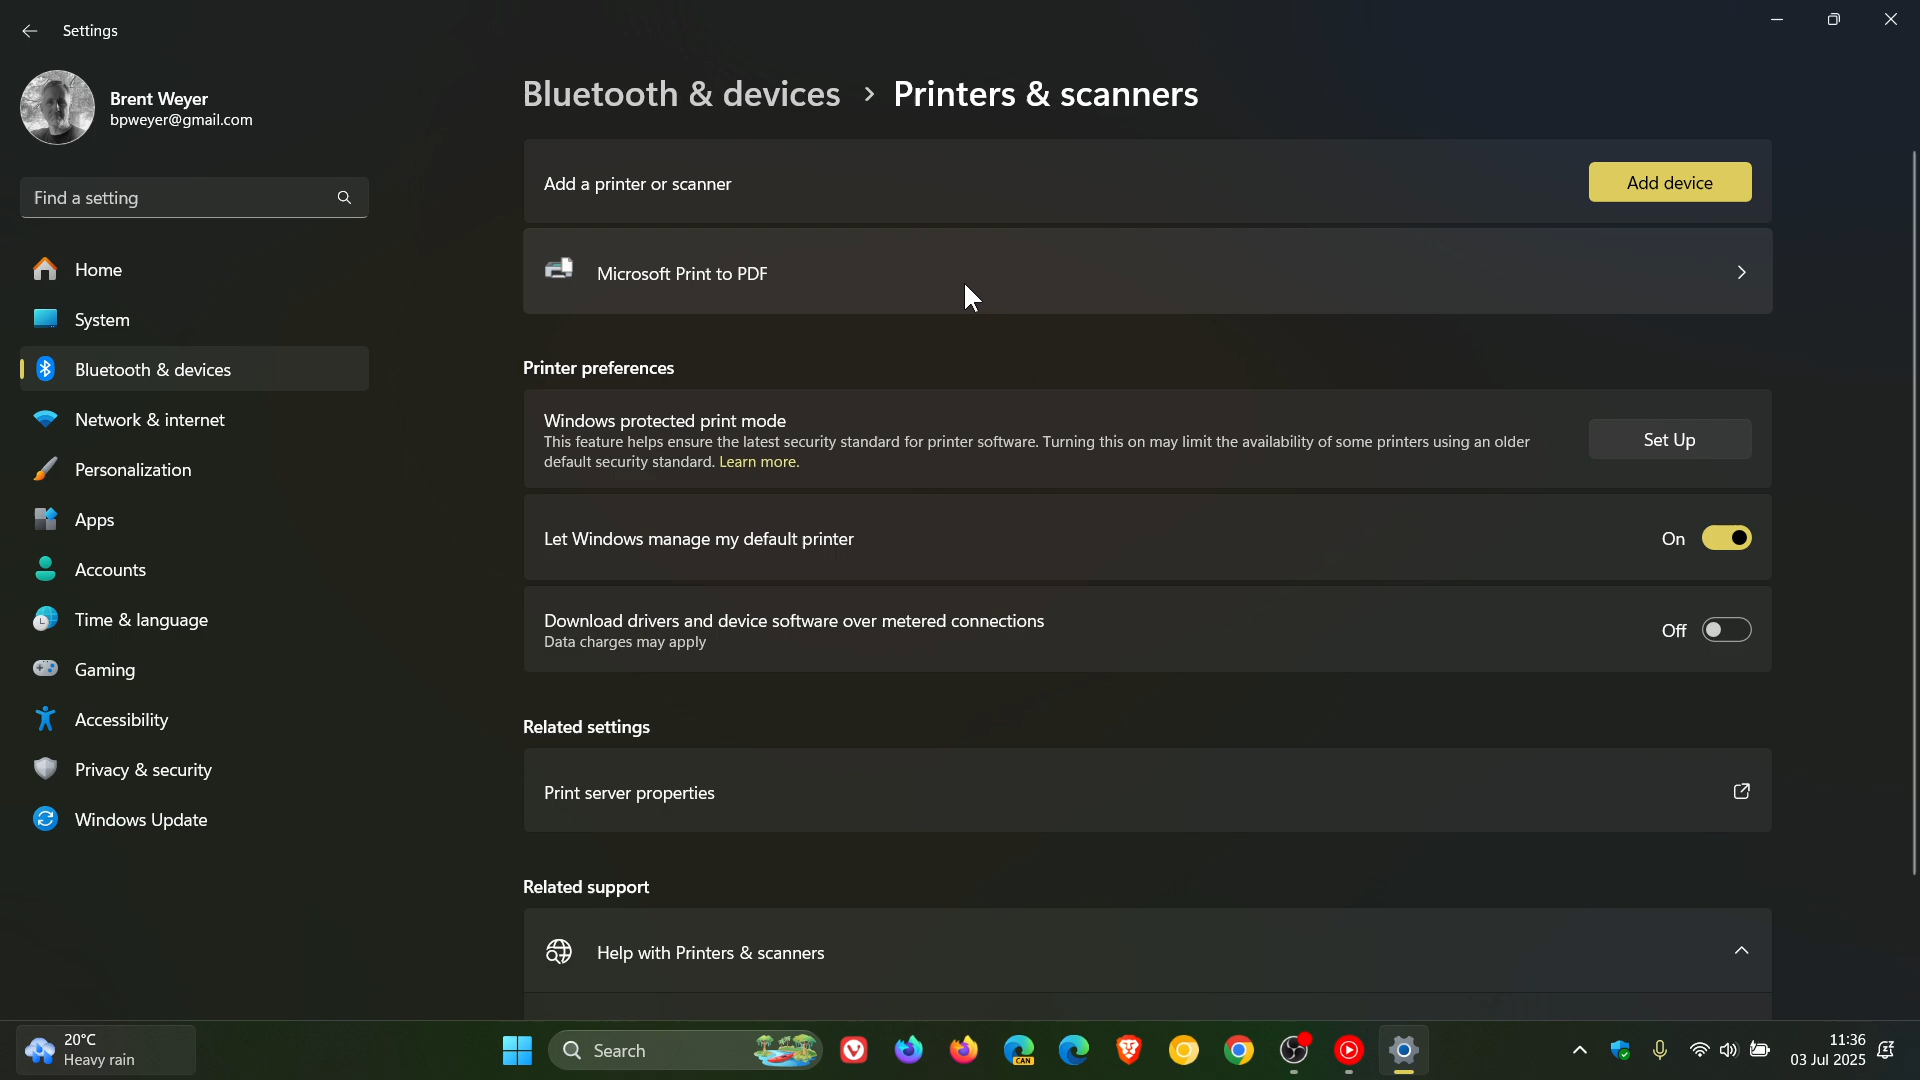 Settings
Brent Weyer
bpweyer@gmail.com
Find a setting
Home
System
Bluetooth & devices
Network & internet
Personalization
Apps
Accounts
Time & language
Gaming
Accessibility
Privacy & security
Windows Update
Bluetooth & devices > Printers & scanners
Add a printer or scanner
Add device
Microsoft Print to PDF
Printer preferences
Windows protected print mode
This feature helps ensure the latest security standard for printer software. Turning this on may limit the availability of some printers using an older
default security standard. Learn more.
Set Up
Let Windows manage my default printer
On
Download drivers and device software over metered connections
Data charges may apply
Off
Related settings
Print server properties
Related support
Help with Printers & scanners
20°C
Heavy rain
Search
CAN
11:36
03 Jul 2025